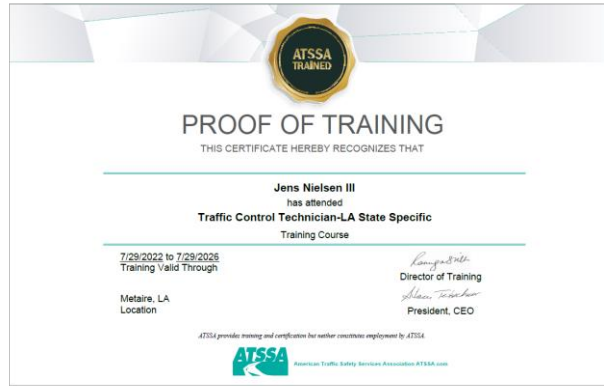 ATSSA
TRAINED
PROOF OF TRAINING
THIS CERTIFICATE HEREBY RECOGNIZES THAT
Jens Nielsen III
has attended
Traffic Control Technician-LA State Specific
Training Course
7/29/2022 to 7/29/2026
Training Valid Through
Director of Training
Metaire, LA
Location
President, CEO
ATSSA provides training and certification but neither constitutes employment by ATSSA.
ATSSA
American Traffic Safety Services Association-ATSSA.com